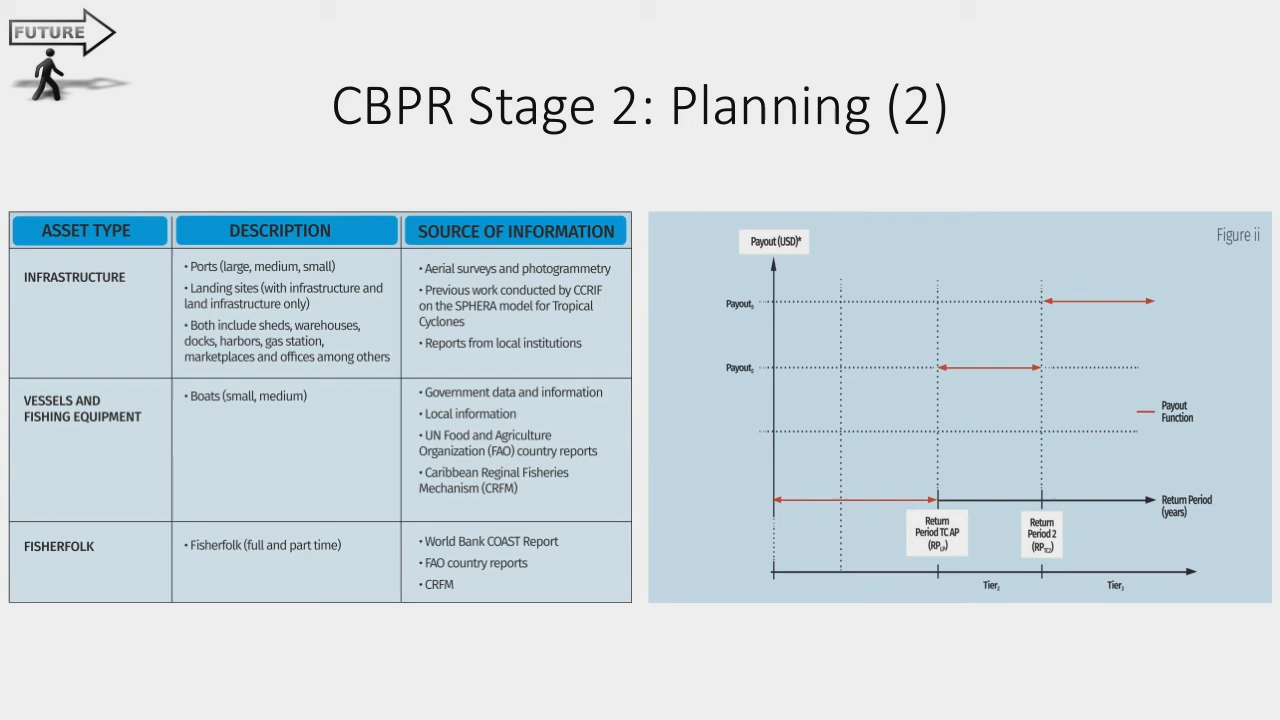 FUTURE
CBPR Stage 2: Planning (2)
ASSET TYPE
DESCRIPTION
SOURCE OF INFORMATION
INFRASTRUCTURE
• Ports (large, medium, small)
• Landing sites (with infrastructure and
land infrastructure only)
• Both include sheds, warehouses,
docks, harbors, gas station,
marketplaces and offices among others
• Aerial surveys and photogrammetry
• Previous work conducted by CCRIF
on the SPHERA model for Tropical
Cyclones
• Reports from local institutions
VESSELS AND
FISHING EQUIPMENT
• Boats (small, medium)
• Government data and information
• Local information
• UN Food and Agriculture
Organization (FAO) country reports
• Caribbean Reginal Fisheries
Mechanism (CRFM)
FISHERFOLK
• Fisherfolk (full and part time)
• World Bank COAST Report
• FAO country reports
• CRFM
Figure ii
Payout (USD)*
Payout₃
Payout₂
Payout
Function
Return Period
(years)
Return
Period TC AP
(RP
Return
Period 2
(RP
Tier₂
Tier₃